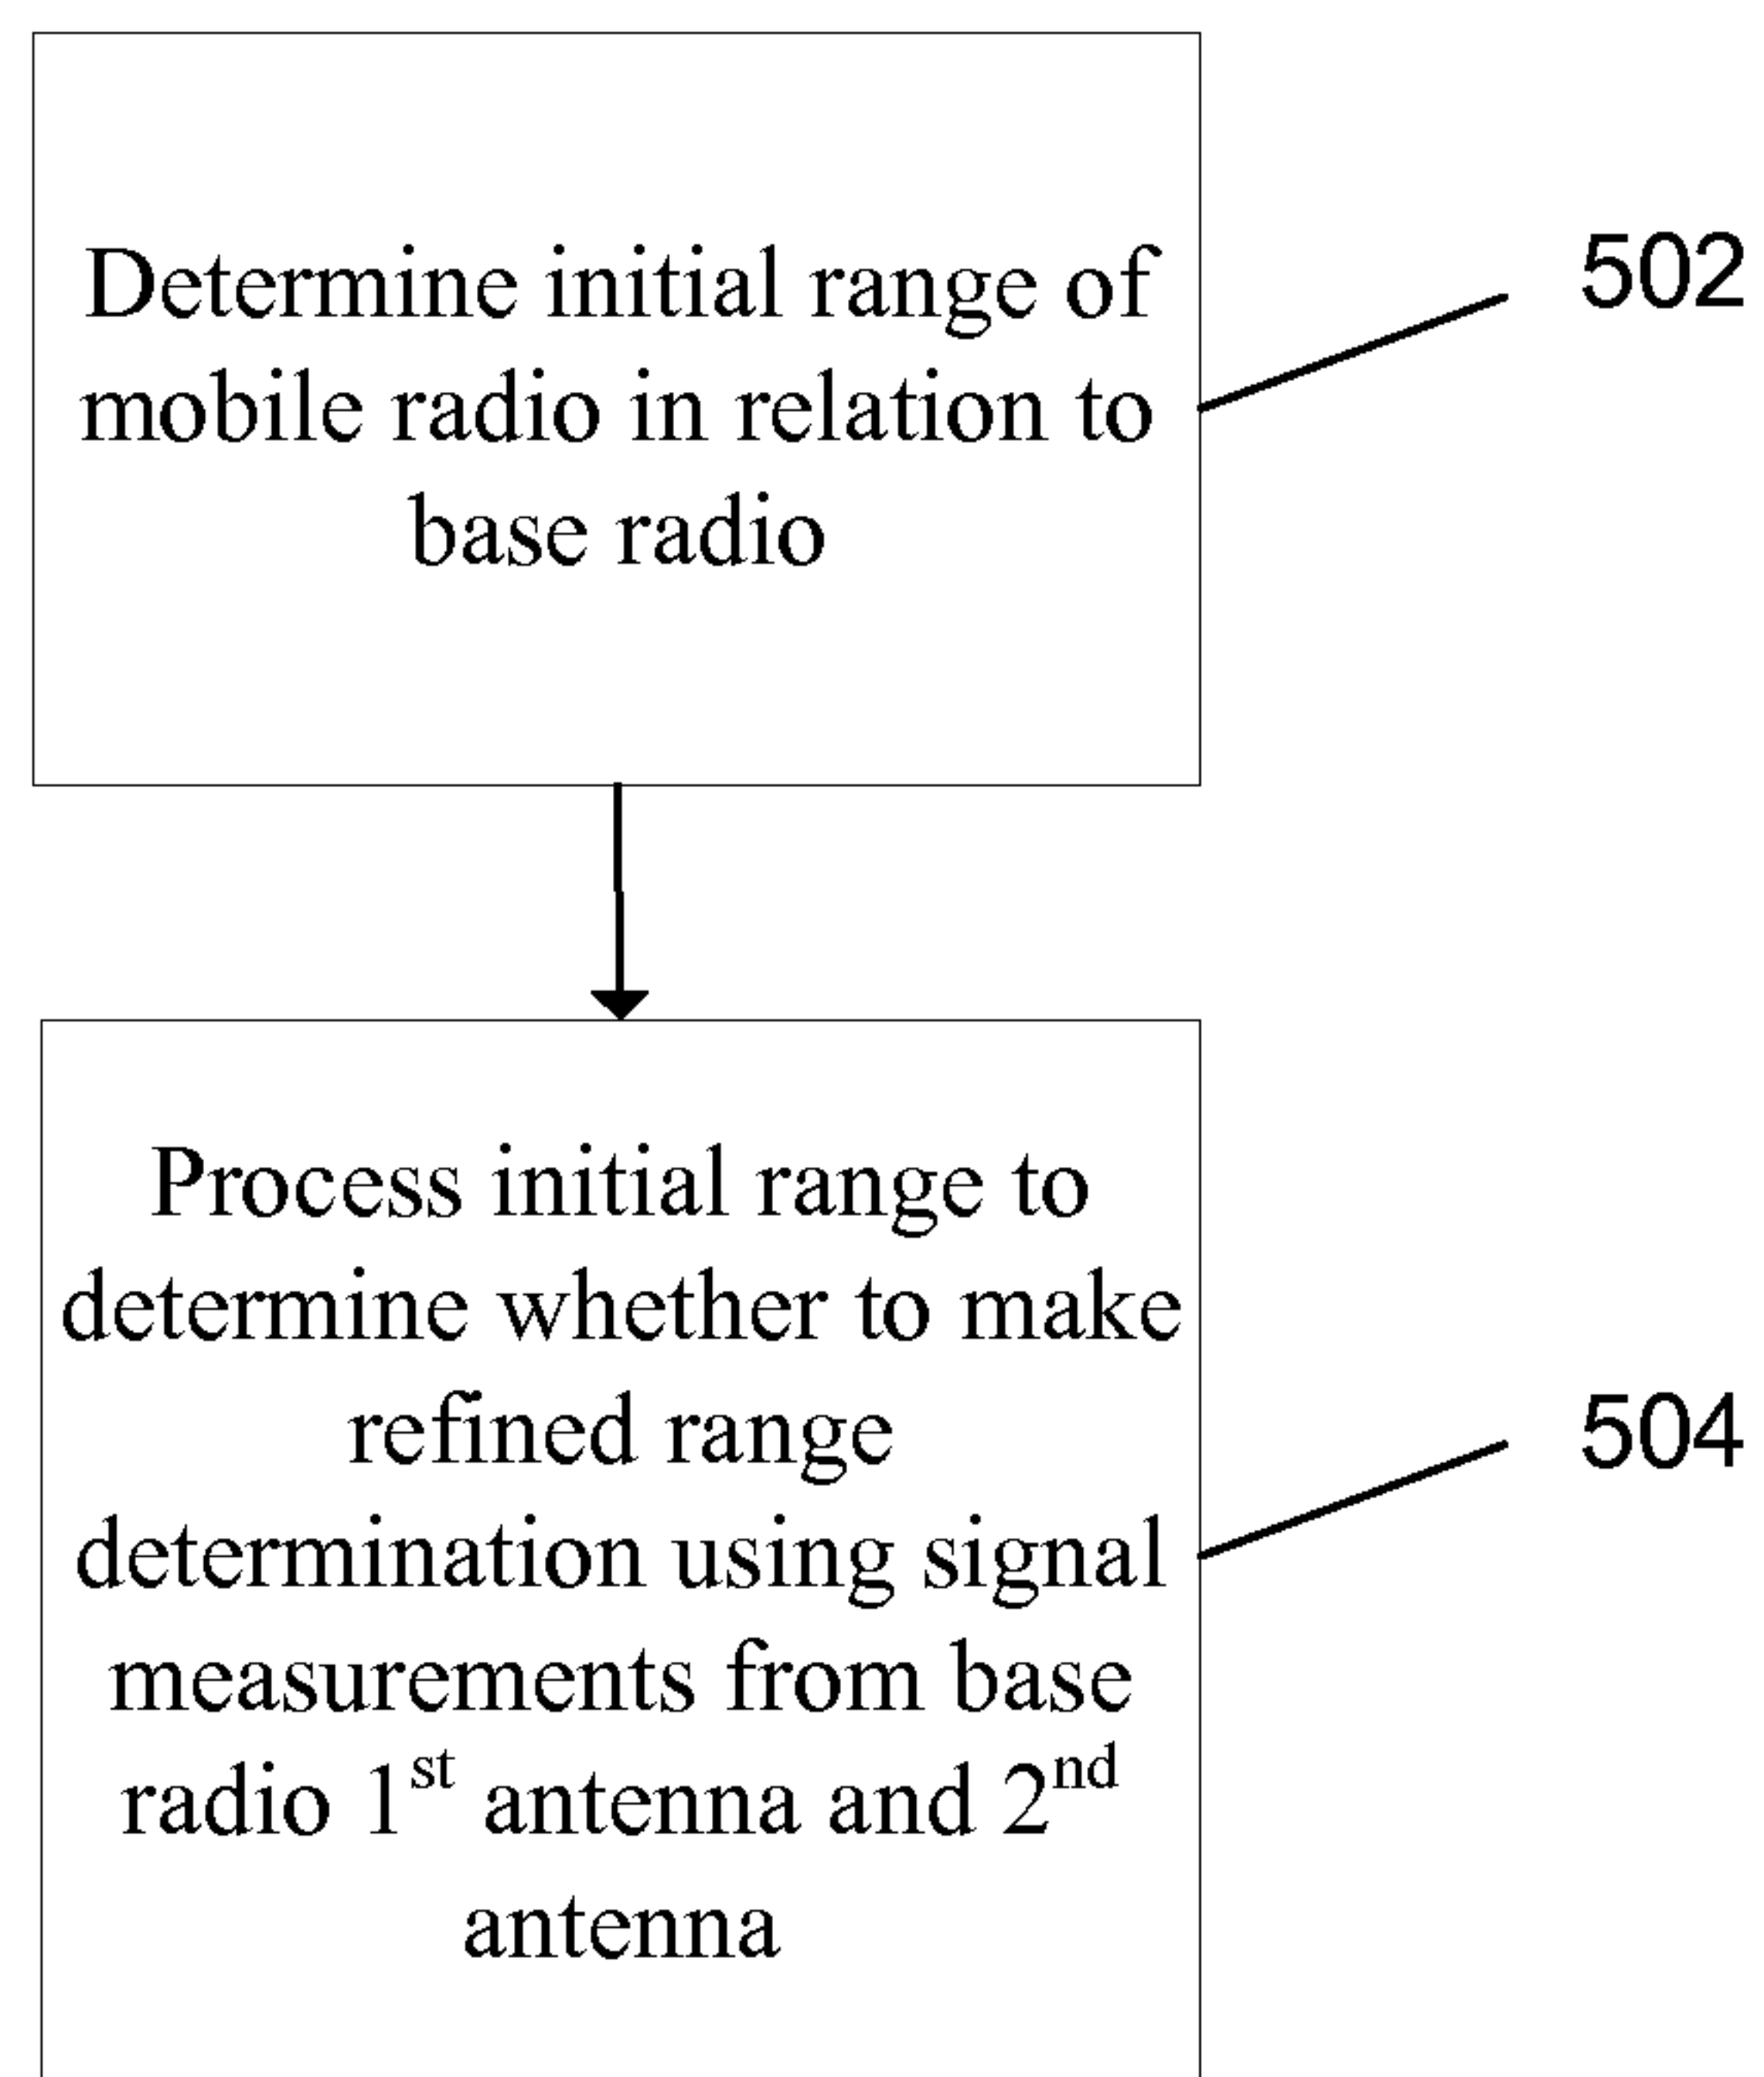 Determine initial range of
mobile radio in relation to
base radio
502
Process initial range to
determine whether to make
refined range
determination using signal
measurements from base
radio 1st antenna and 2nd
antenna
504